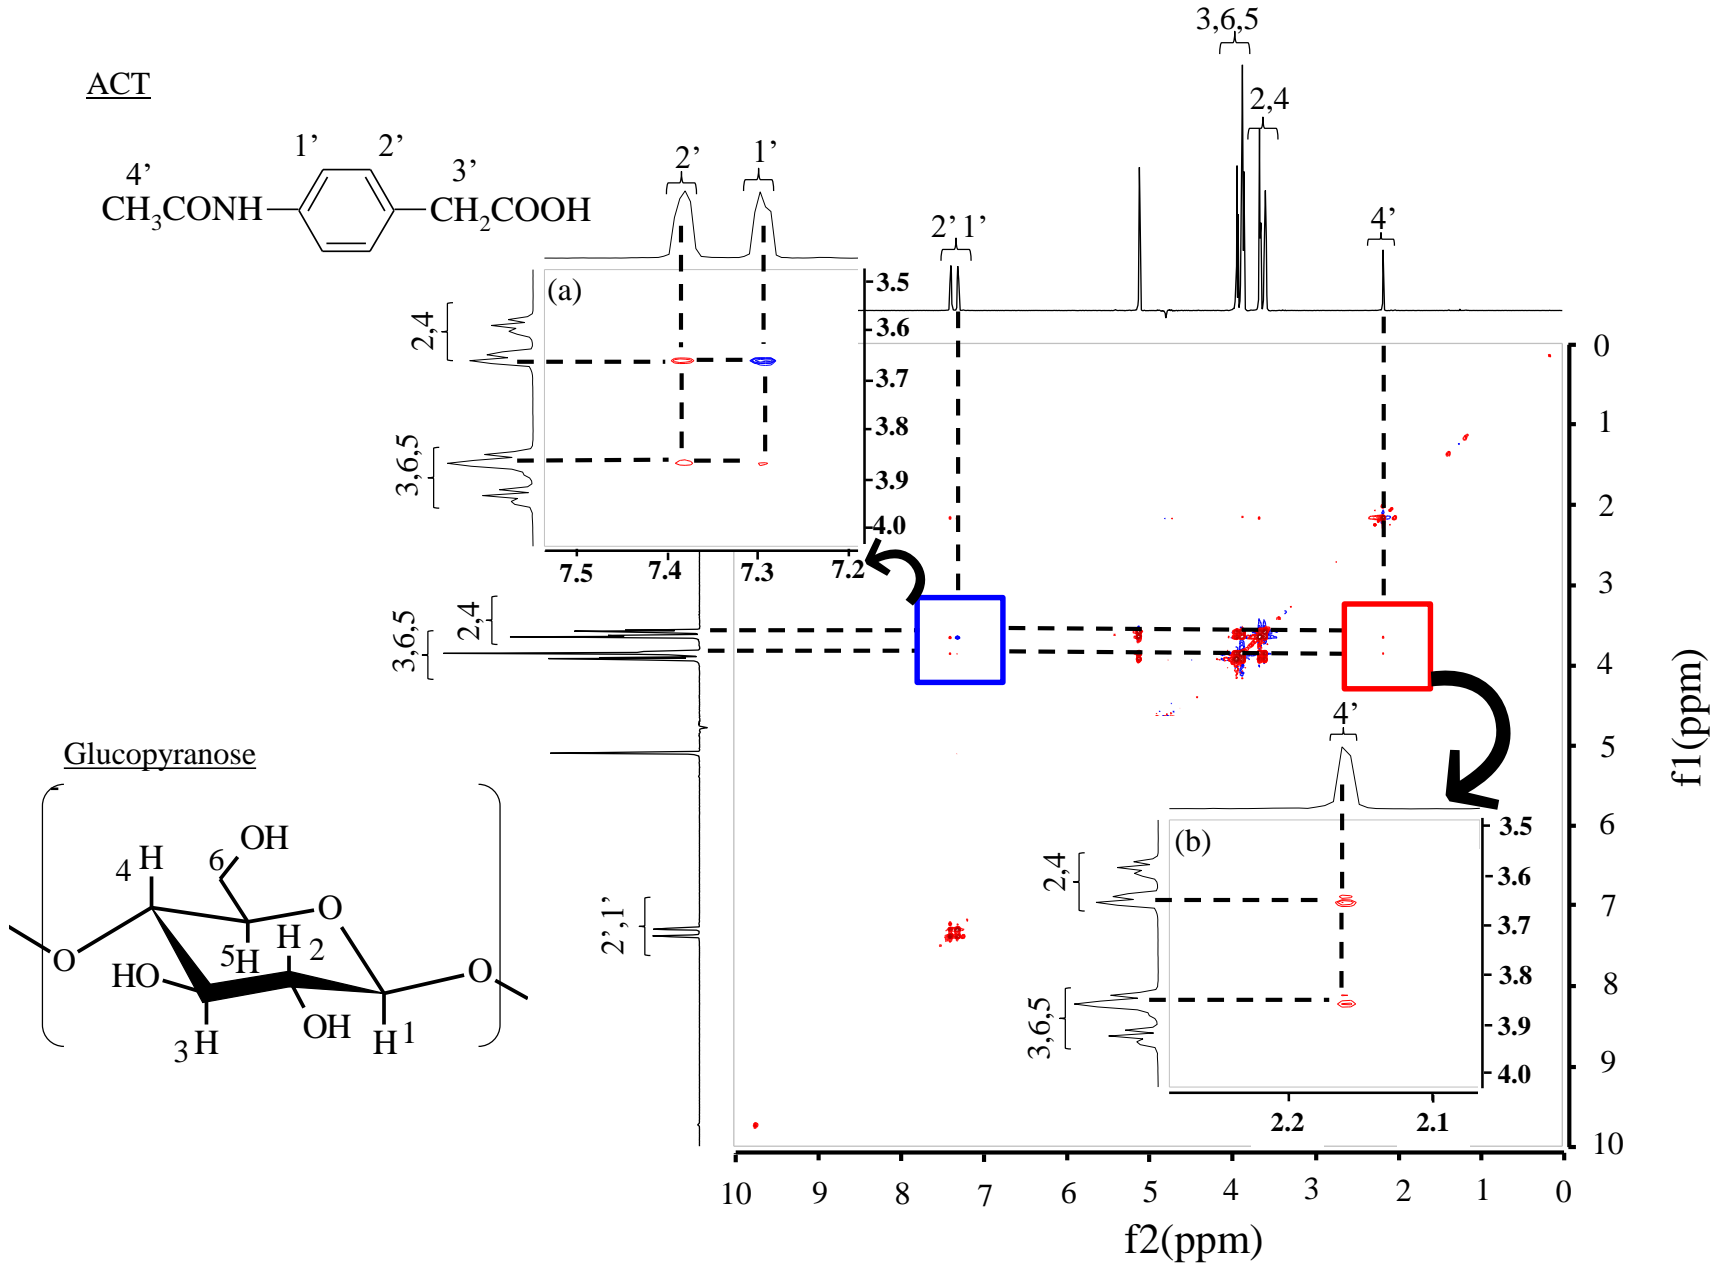 3,6,5
ACT
2,4
1’ 2’
4’ 3’
CH3CONH CH2COOH
2’ 1’
2’ 1’
4’
(a)
3.5
3.6
3.7
3.8
3.9
4.0
2,4
3,6,5
7.5 7.4 7.3 7.2
0
1
2
3
4
5
6
7
8
9
10
f1(ppm)
2,4
3,6,5
2’,1’
4’
(b)
3.5
3.6
3.7
3.8
3.9
4.0
2,4
3,6,5
2.2 2.1
Glucopyranose
OH
6
H
4
O
H
2
5
H
O
O
HO
OH
H
3
H
1
10 9 8 7 6 5 4 3 2 1 0
f2(ppm)